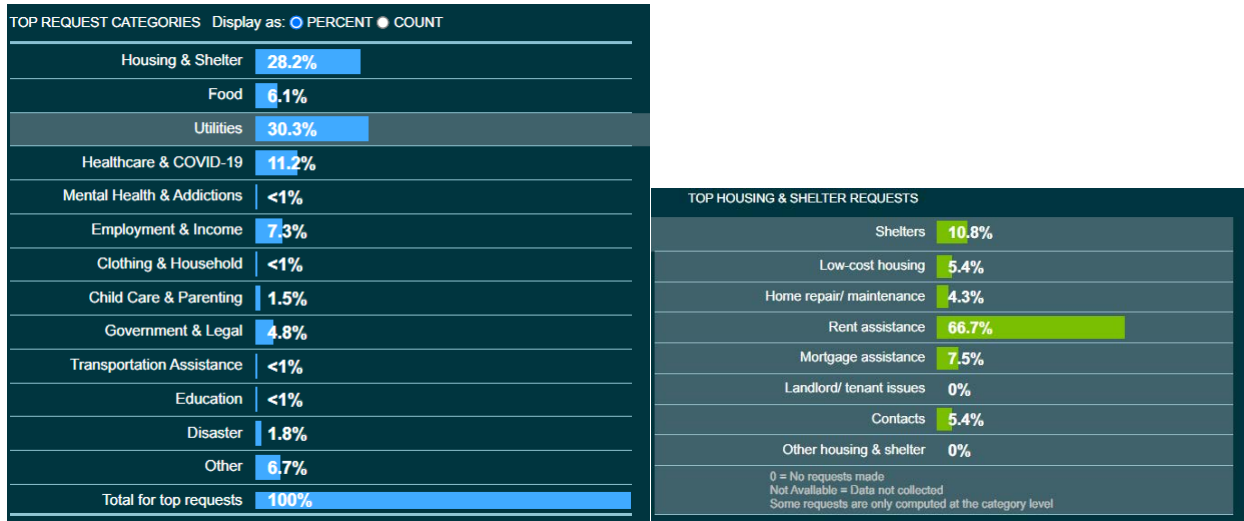 TOP REQUEST CATEGORIES Display as: PERCENT COUNT
Housing & Shelter 28.2%
Food 6.1%
Utilities 30.3%
Healthcare & COVID-19 11.2%
Mental Health & Addictions <1%
Employment & Income 7.3%
Clothing & Household <1%
Child Care & Parenting 1.5%
Government & Legal 4.8%
Transportation Assistance <1%
Education <1%
Disaster 1.8%
Other 6.7%
Total for top requests 100%
TOP HOUSING & SHELTER REQUESTS
Shelters 10.8%
Low-cost housing 5.4%
Home repair/ maintenance 4.3%
Rent assistance 66.7%
Mortgage assistance 7.5%
Landlord/ tenant issues 0%
Contacts 5.4%
Other housing & shelter 0%
0 = No requests made
Not Available = Data not collected
Some requests are only computed at the category level